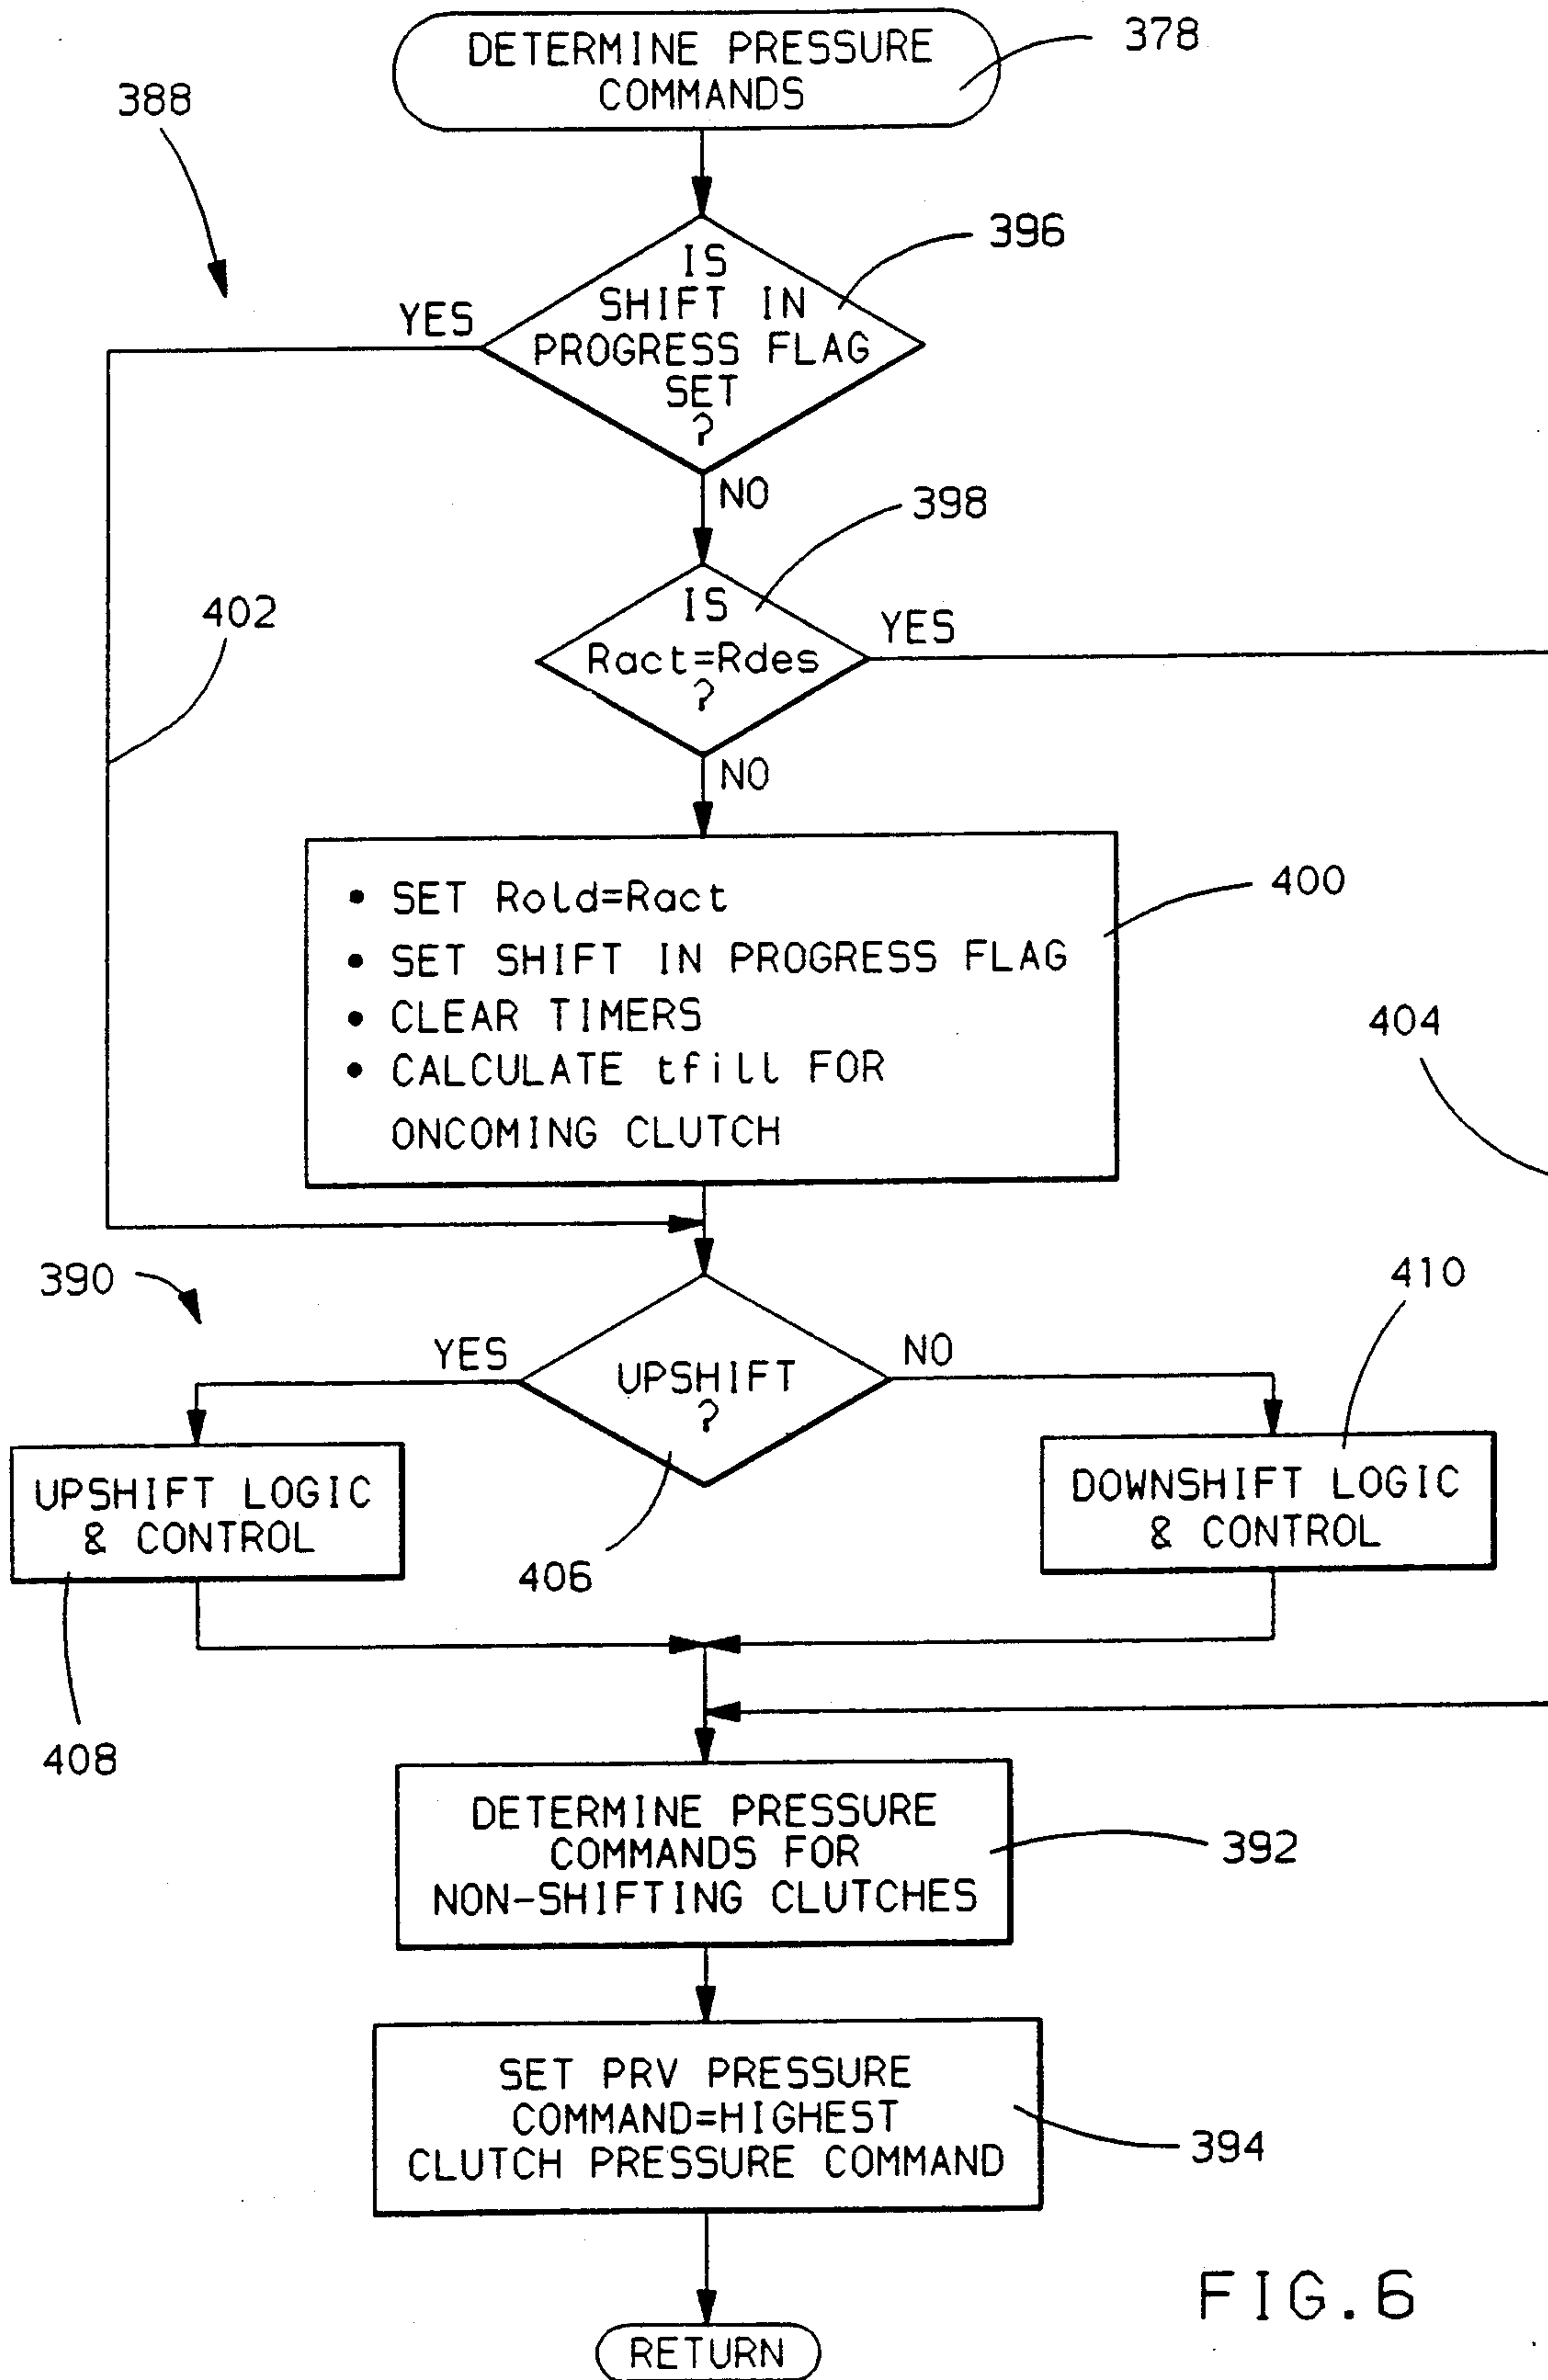 DETERMINE PRESSURE
COMMANDS
378
388
396
IS
SHIFT IN
PROGRESS FLAG
SET
?
YES
NO
398
IS
Ract=Rdes
?
YES
402
NO
• SET Rold=Ract
• SET SHIFT IN PROGRESS FLAG
• CLEAR TIMERS
• CALCULATE tfill FOR
ONCOMING CLUTCH
400
404
390
410
YES
UPSHIFT
?
NO
UPSHIFT LOGIC
& CONTROL
DOWNSHIFT LOGIC
& CONTROL
406
408
DETERMINE PRESSURE
COMMANDS FOR
NON-SHIFTING CLUTCHES
392
SET PRV PRESSURE
COMMAND=HIGHEST
CLUTCH PRESSURE COMMAND
394
RETURN
FIG.6